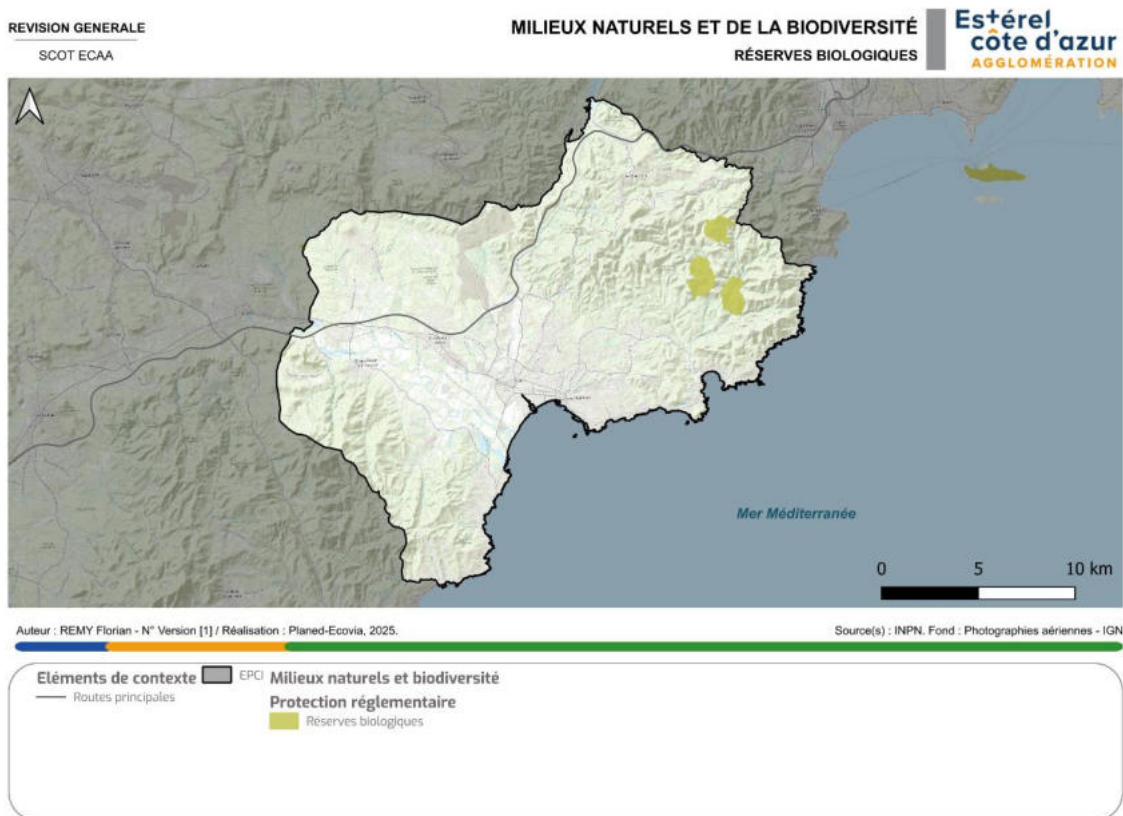 REVISION GENERALE
SCOT ECAA
MILIEUX NATURELS ET DE LA BIODIVERSITÉ
RÉSERVES BIOLOGIQUES
Estérel
côte d'azur
AGGLOMÉRATION
Mer Méditerranée
0 5 10 km
Auteur : REMY Florian - N° Version [1] / Réalisation : Planed-Ecovia, 2025.
Source(s) : INPN. Fond : Photographies aériennes - IGN
Eléments de contexte
EPCI
Routes principales
Milieux naturels et biodiversité
Protection réglementaire
Réserves biologiques